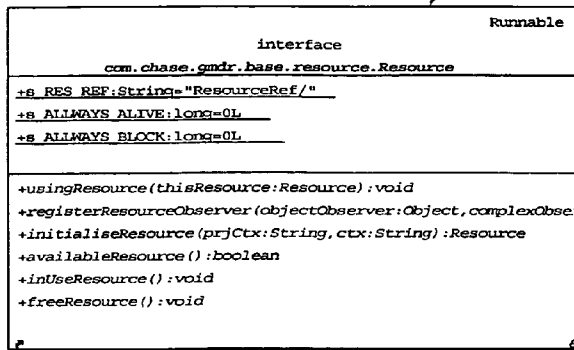 Runnable
interface
com.chase.gmdr.base.resource.Resource
+s RES REF:String="ResourceRef/"
+s ALLWAYS ALIVE:long=0L
+s ALLWAYS BLOCK:long=0L
+usingResource(thisResource:Resource):void
+registerResourceObserver(objectObserver:Object,complexObse
+initialiseResource(prjCtx:String,ctx:String):Resource
+availableResource():boolean
+inUseResource():void
+freeResource():void